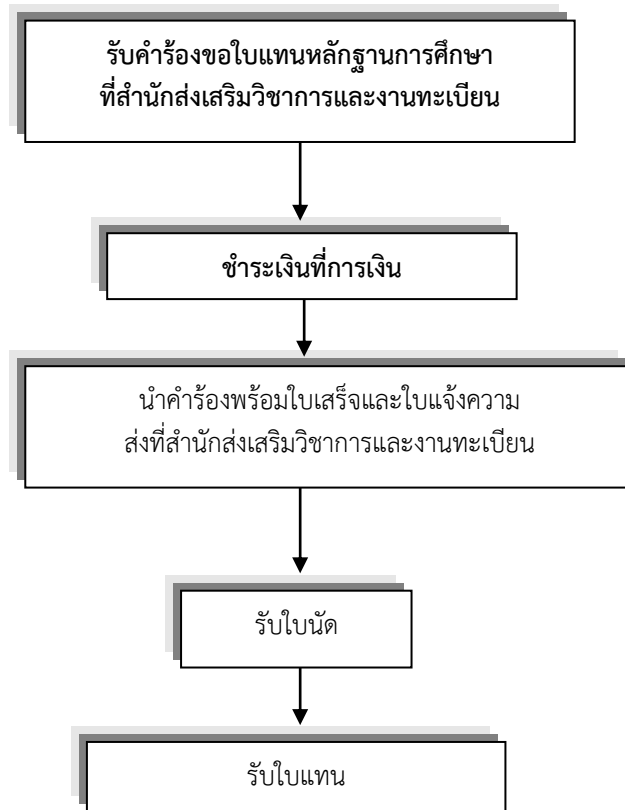 รับคำร้องขอใบแทนหลักฐานการศึกษา
ที่สำนักส่งเสริมวิชาการและงานทะเบียน
ชำระเงินที่การเงิน
นำคำร้องพร้อมใบเสร็จและใบแจ้งความ
ส่งที่สำนักส่งเสริมวิชาการและงานทะเบียน
รับใบนัด
รับใบแทน